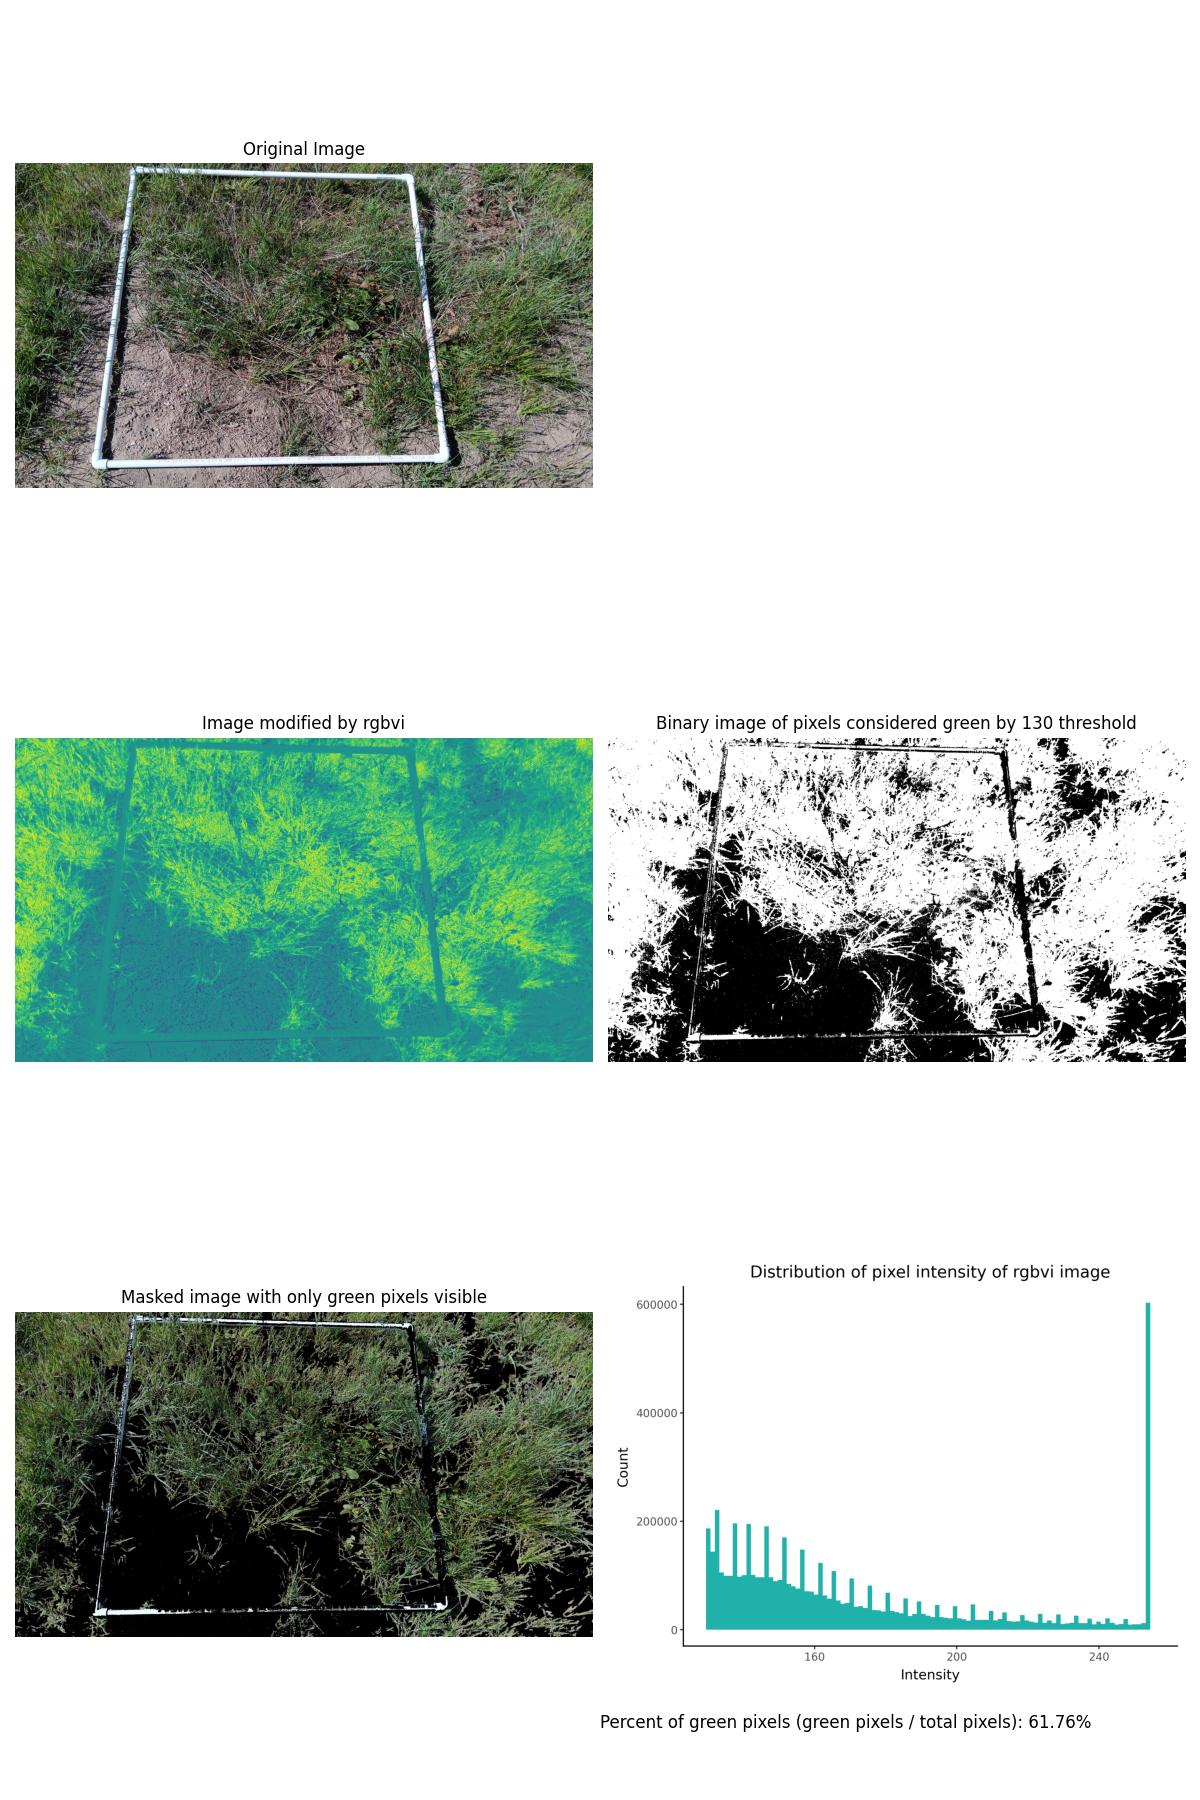 Original Image
Image modified by rgbvi
Binary image of pixels considered green by 130 threshold
Masked image with only green pixels visible
Distribution of pixel intensity of rgbvi image
600000
400000
200000
0
Count
160
200
240
Intensity
Percent of green pixels (green pixels / total pixels): 61.76%